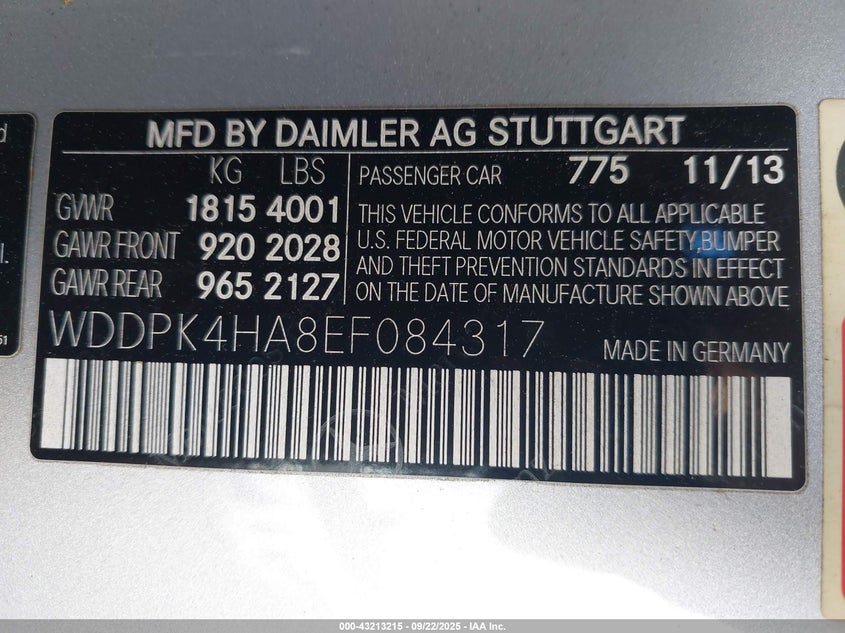 MFD BY DAIMLER AG STUTTGART
KG LBS
GVWR 1815 4001
GAWR FRONT 920 2028
GAWR REAR 965 2127
PASSENGER CAR 775 11/13
THIS VEHICLE CONFORMS TO ALL APPLICABLE
U.S. FEDERAL MOTOR VEHICLE SAFETY,BUMPER
AND THEFT PREVENTION STANDARDS IN EFFECT
ON THE DATE OF MANUFACTURE SHOWN ABOVE
WDDPK4HA8EF084317
MADE IN GERMANY
000-43213215 - 09/22/2025 - IAA Inc.